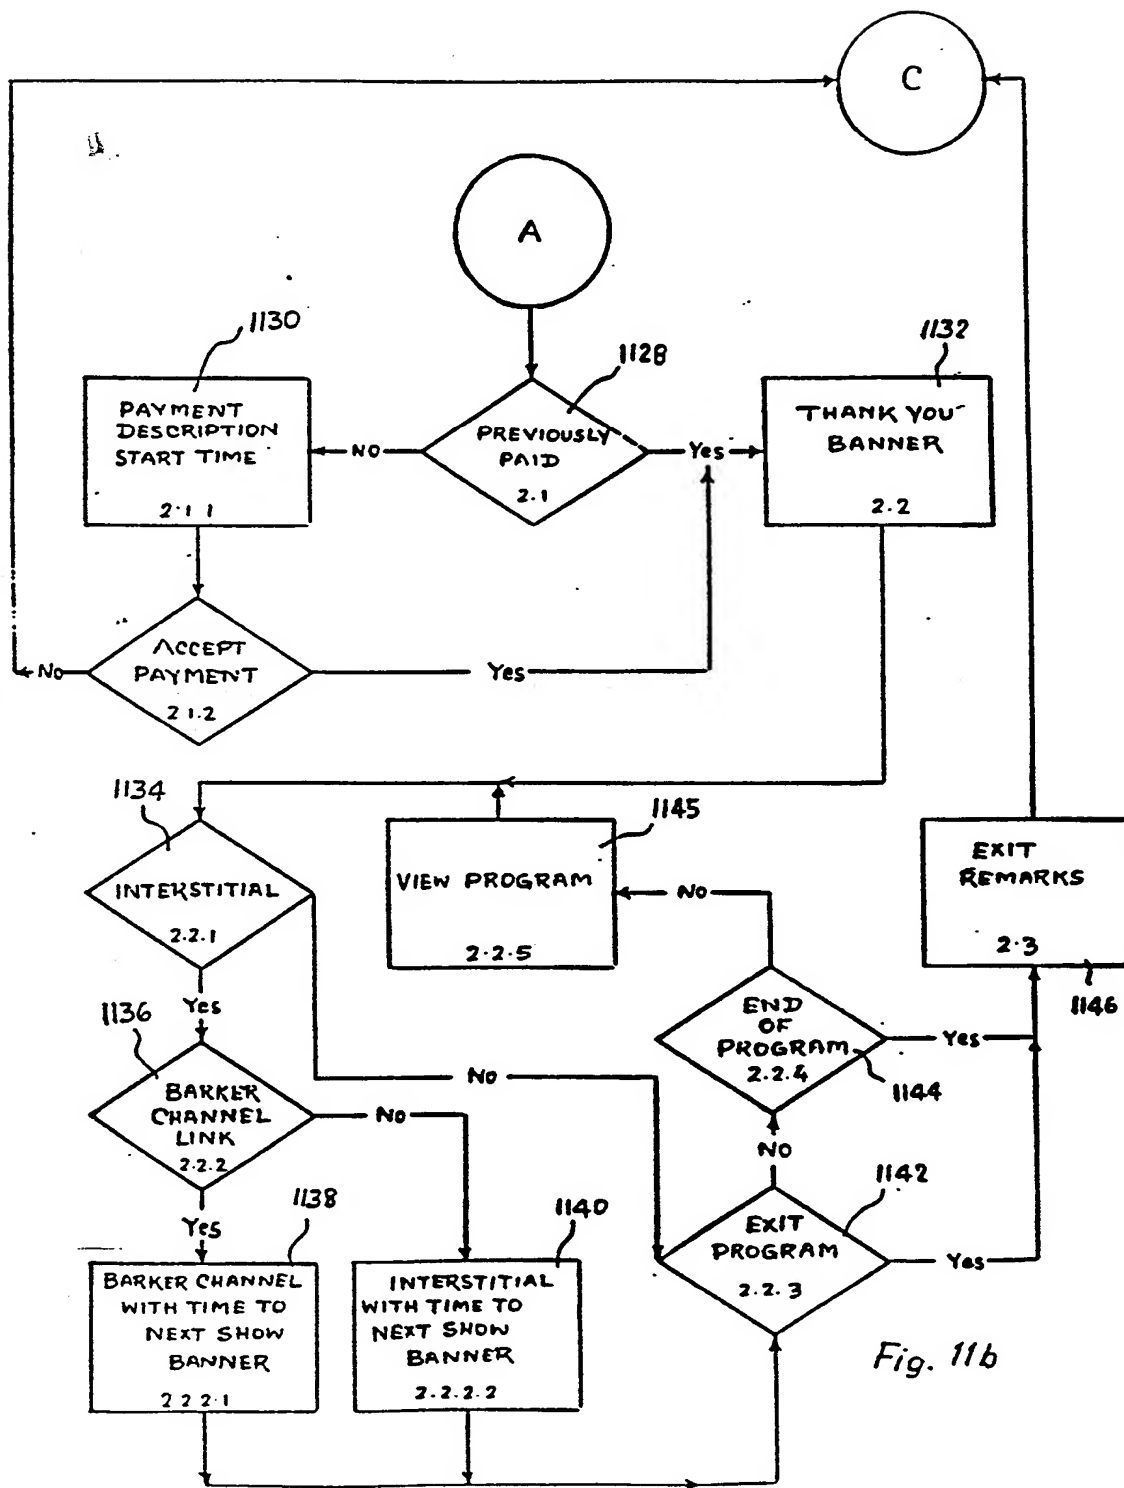 C
A
1130
1128
1132
PAYMENT
DESCRIPTION
START TIME
2.1.1
NO
PREVIOUSLY
PAID
2.1
Yes
THANK YOU
BANNER
2.2
ACCEPT
PAYMENT
2.1.2
No
Yes
1134
INTERSTITIAL
2.2.1
1145
VIEW PROGRAM
2.2.5
NO
EXIT
REMARKS
2.3
1146
Yes
1136
BARKER
CHANNEL
LINK
2.2.2
NO
No
END
OF
PROGRAM
2.2.4
Yes
1144
NO
Yes
1138
BARKER CHANNEL
WITH TIME TO
NEXT SHOW
BANNER
2.2.2.1
1140
INTERSTITIAL
WITH TIME TO
NEXT SHOW
BANNER
2.2.2.2
1142
EXIT
PROGRAM
2.2.3
Yes
Fig. 11b